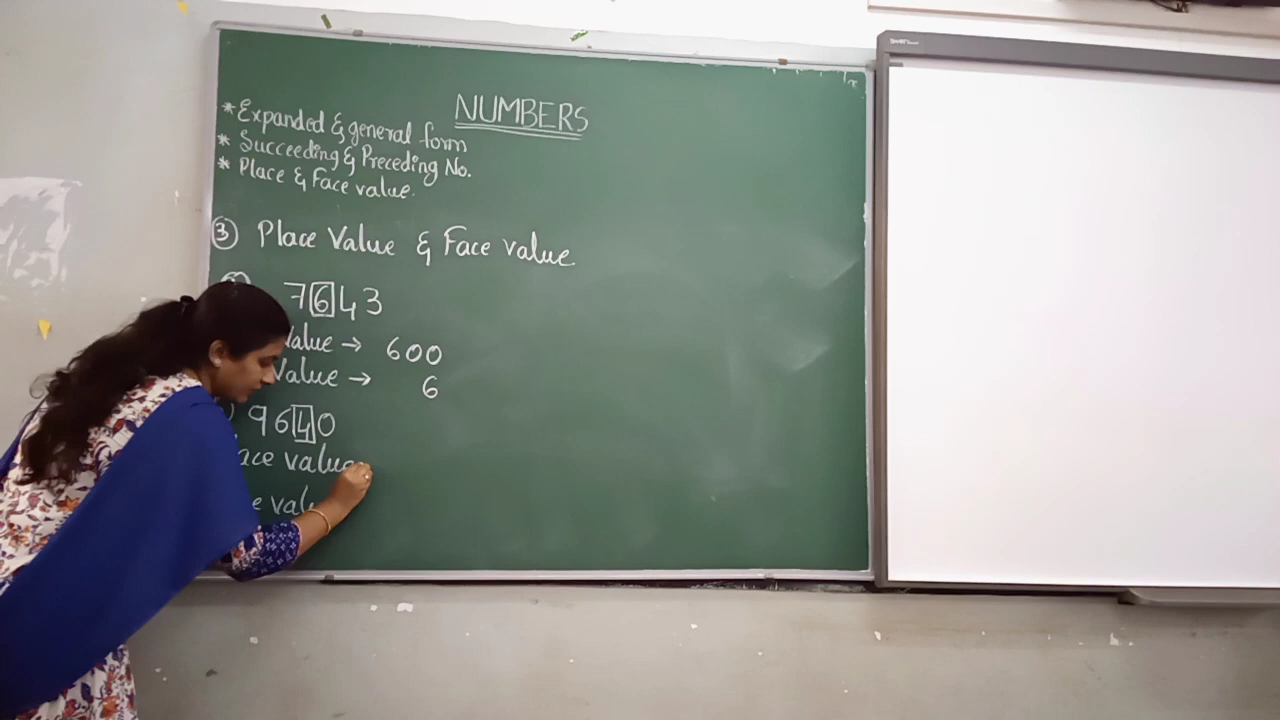 NUMBERS
* Expanded & general form
* Succeeding & Preceding No.
* Place & Face value.
③ Place Value & Face value
7643
Value → 600
Value → 6
) 9640
ace value
e val